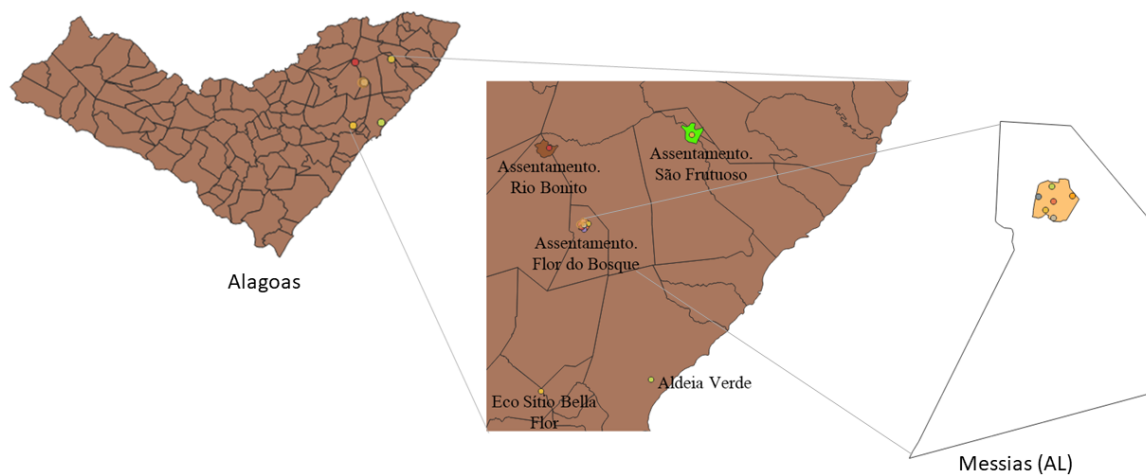 Alagoas
Assentamento.
Rio Bonito
Assentamento.
São Frutuoso
Assentamento.
Flor do Bosque
Eco Sítio Bella
Flor
Aldeia Verde
Messias (AL)